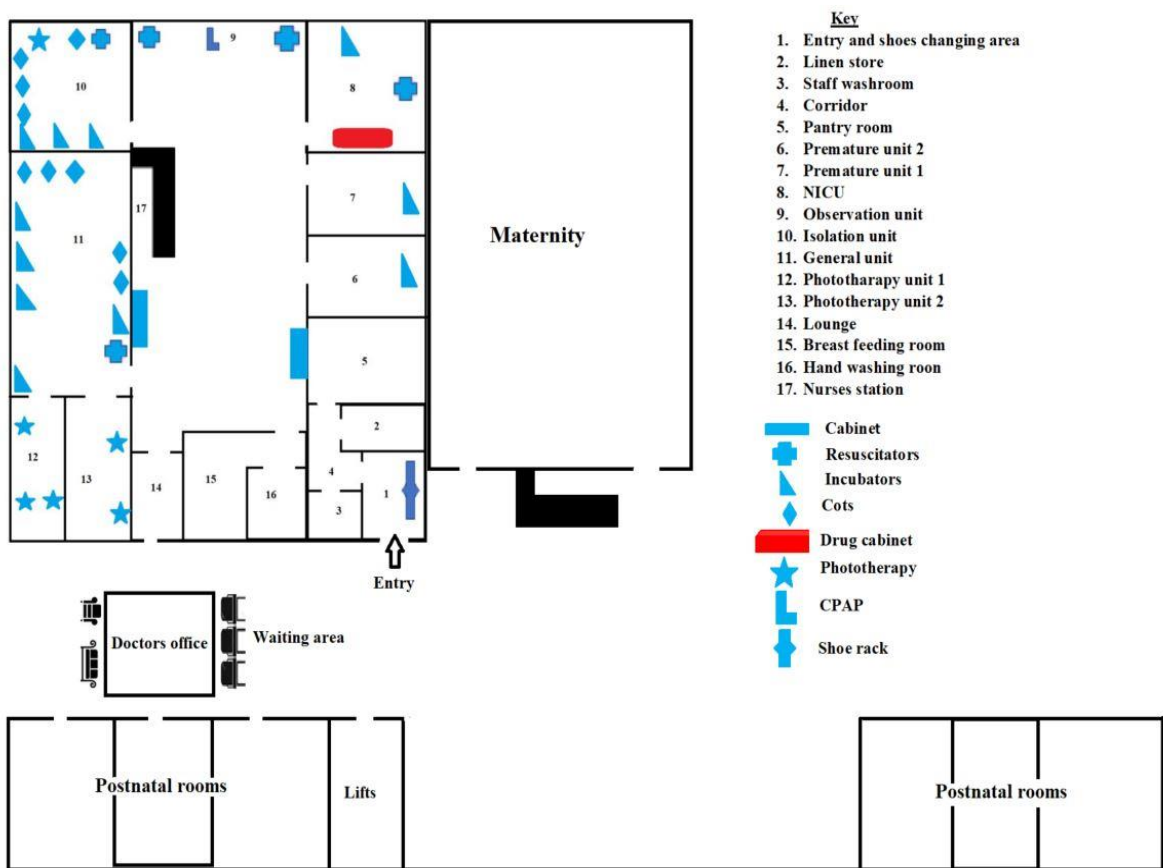 9
10
8
17
7
11
6
5
2
12
13
14
15
16
4
3
1
Maternity
Entry
Doctors office
Waiting area
Postnatal rooms
Lifts
Postnatal rooms
Key
1. Entry and shoes changing area
2. Linen store
3. Staff washroom
4. Corridor
5. Pantry room
6. Premature unit 2
7. Premature unit 1
8. NICU
9. Observation unit
10. Isolation unit
11. General unit
12. Phototharapy unit 1
13. Phototherapy unit 2
14. Lounge
15. Breast feeding room
16. Hand washing roon
17. Nurses station
Cabinet
Resuscitators
Incubators
Cots
Drug cabinet
Phototherapy
CPAP
Shoe rack